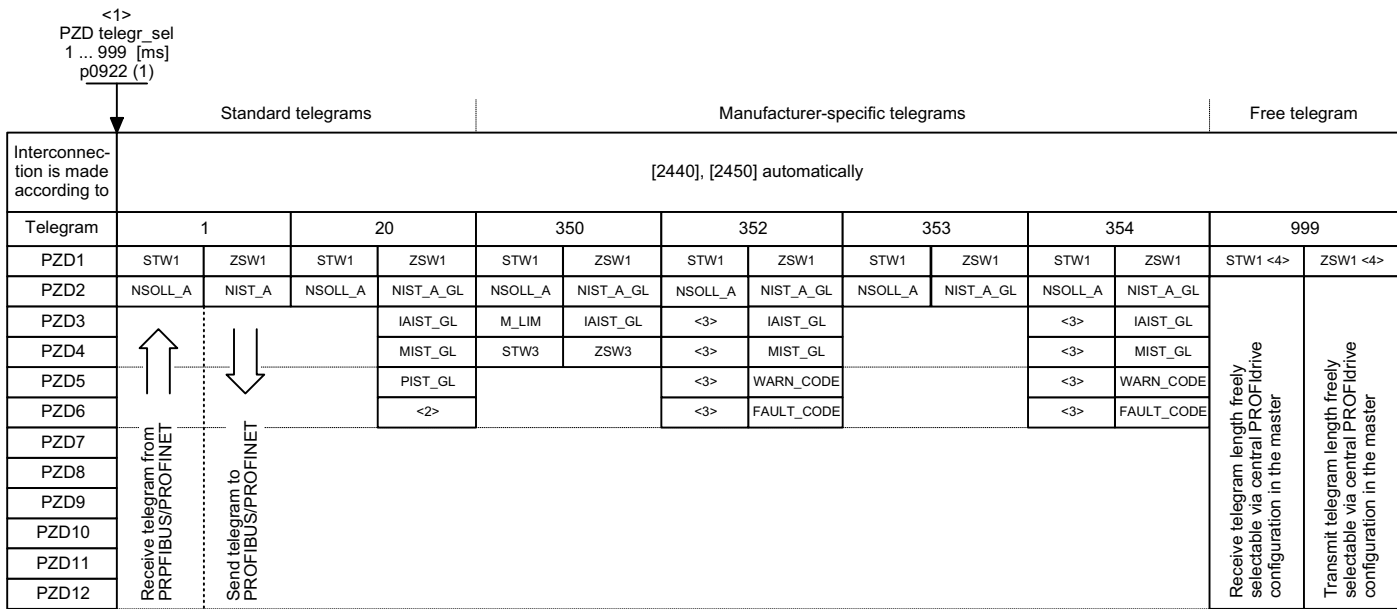 <1>
PZD telegr_sel
1 ... 999 [ms]
p0922 (1)
Standard telegrams Manufacturer-specific telegrams Free telegram
Interconnec-
tion is made
according to
[2440], [2450] automatically
Telegram 1 20 350 352 353 354 999
PZD1 STW1 ZSW1 STW1 ZSW1 STW1 ZSW1 STW1 ZSW1 STW1 ZSW1 STW1 ZSW1 STW1 <4> ZSW1 <4>
PZD2 NSOLL_A NIST_A NSOLL_A NIST_A_GL NSOLL_A NIST_A_GL NSOLL_A NIST_A_GL NSOLL_A NIST_A_GL NSOLL_A NIST_A_GL
PZD3 IAIST_GL M_LIM IAIST_GL <3> IAIST_GL <3> IAIST_GL
PZD4 MIST_GL STW3 ZSW3 <3> MIST_GL <3> MIST_GL
PZD5 PIST_GL <3> WARN_CODE <3> WARN_CODE
PZD6 <2> <3> FAULT_CODE <3> FAULT_CODE
PZD7
PZD8
PZD9
PZD10
PZD11
PZD12
Receive telegram from
PRPFIBUS/PROFINET
Send telegram to
PROFIBUS/PROFINET
Receive telegram length freely
selectable via central PROFIdrive
configuration in the master
Transmit telegram length freely
selectable via central PROFIdrive
configuration in the master